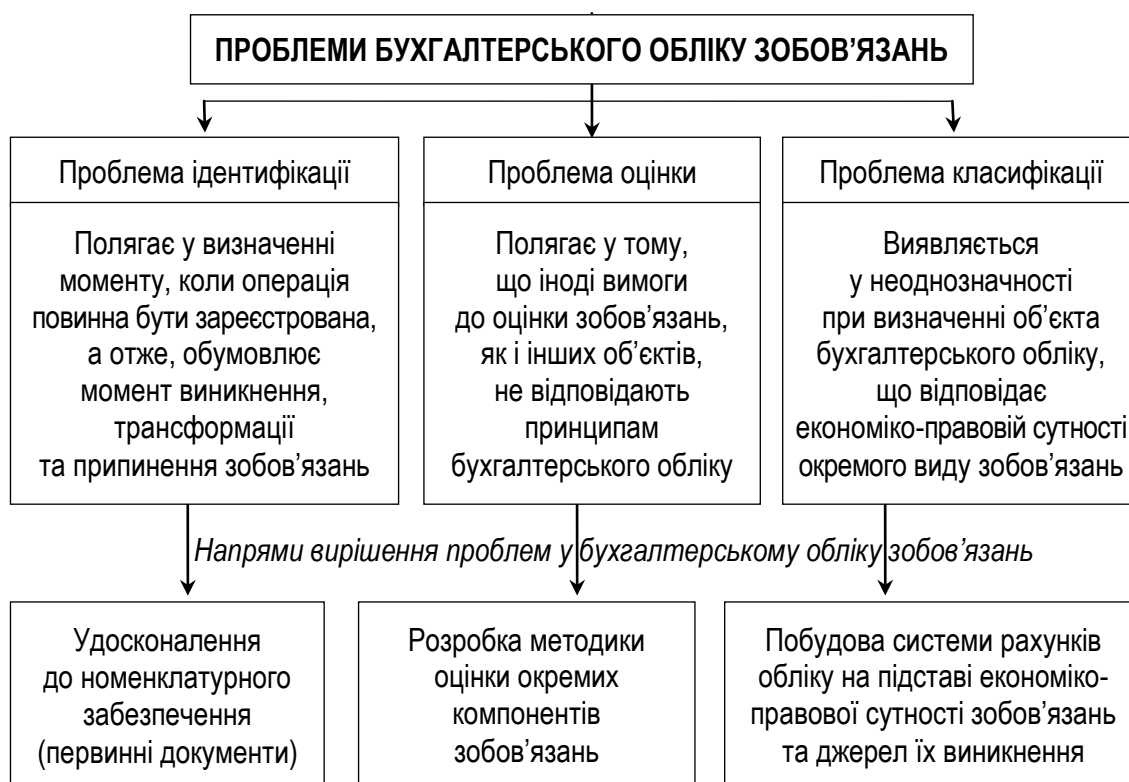 ПРОБЛЕМИ БУХГАЛТЕРСЬКОГО ОБЛІКУ ЗОБОВ’ЯЗАНЬ
Проблема ідентифікації
Полягає у визначенні
моменту, коли операція
повинна бути зареєстрована,
а отже, обумовлює
момент виникнення,
трансформації
та припинення зобов’язань
Проблема оцінки
Полягає у тому,
що іноді вимоги
до оцінки зобов’язань,
як і інших об’єктів,
не відповідають
принципам
бухгалтерського обліку
Проблема класифікації
Виявляється
у неоднозначності
при визначенні об’єкта
бухгалтерського обліку,
що відповідає
економіко-правовій сутності
окремого виду зобов’язань
Напрями вирішення проблем у бухгалтерському обліку зобов’язань
Удосконалення
до номенклатурного
забезпечення
(первинні документи)
Розробка методики
оцінки окремих
компонентів
зобов’язань
Побудова системи рахунків
обліку на підставі економіко-
правової сутності зобов’язань
та джерел їх виникнення